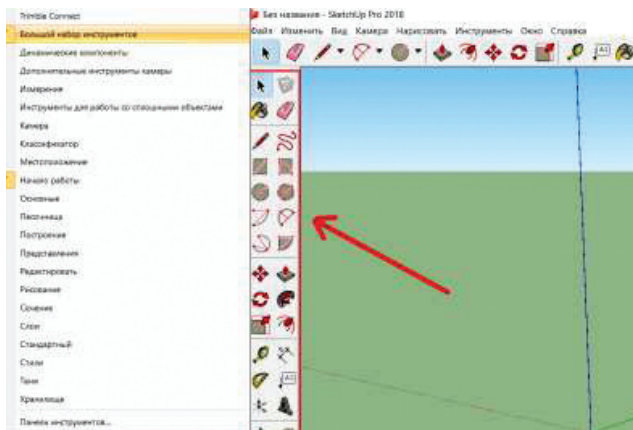 Trimble Connect
Большой набор инструментов
Динамические компоненты
Дополнительные инструменты камеры
Измерения
Инструменты для работы со сплошными объектами
Камера
Классификатор
Местоположение
Начало работы
Основные
Песочница
Построение
Представления
Редактировать
Рисование
Сечение
Слои
Стандартный
Стили
Тени
Хранилище
Панели инструментов...
Без названия - SketchUp Pro 2018
Файл Изменить Вид Камера Нарисовать Инструменты Окно Справка